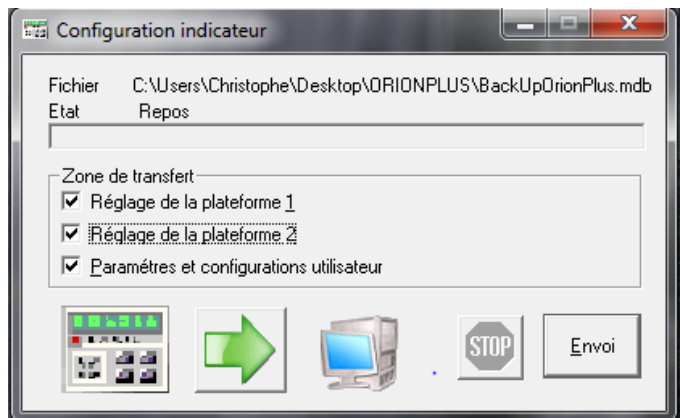 Configuration indicateur
Fichier C:\Users\Christophe\Desktop\ORIONPLUS\BackUpOrionPlus.mdb
Etat Repos
Zone de transfert
Réglage de la plateforme 1
Réglage de la plateforme 2
Paramétres et configurations utilisateur
STOP
Envoi